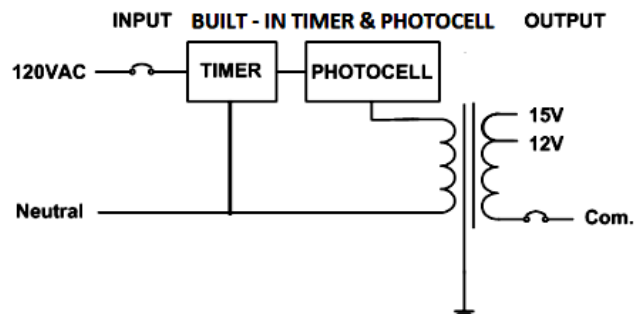 INPUT BUILT - IN TIMER & PHOTOCELL OUTPUT
120VAC TIMER PHOTOCELL
15V
12V
Neutral Com.